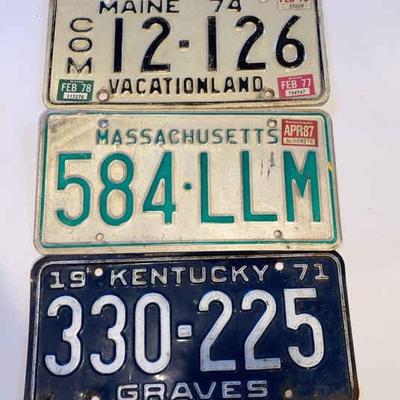 MAINE 74
COM 12-126
FEB 78 VACATIONLAND FEB 77
MASSACHUSETTS APR87
584·LLM
19 KENTUCKY 71
330-225
GRAVES